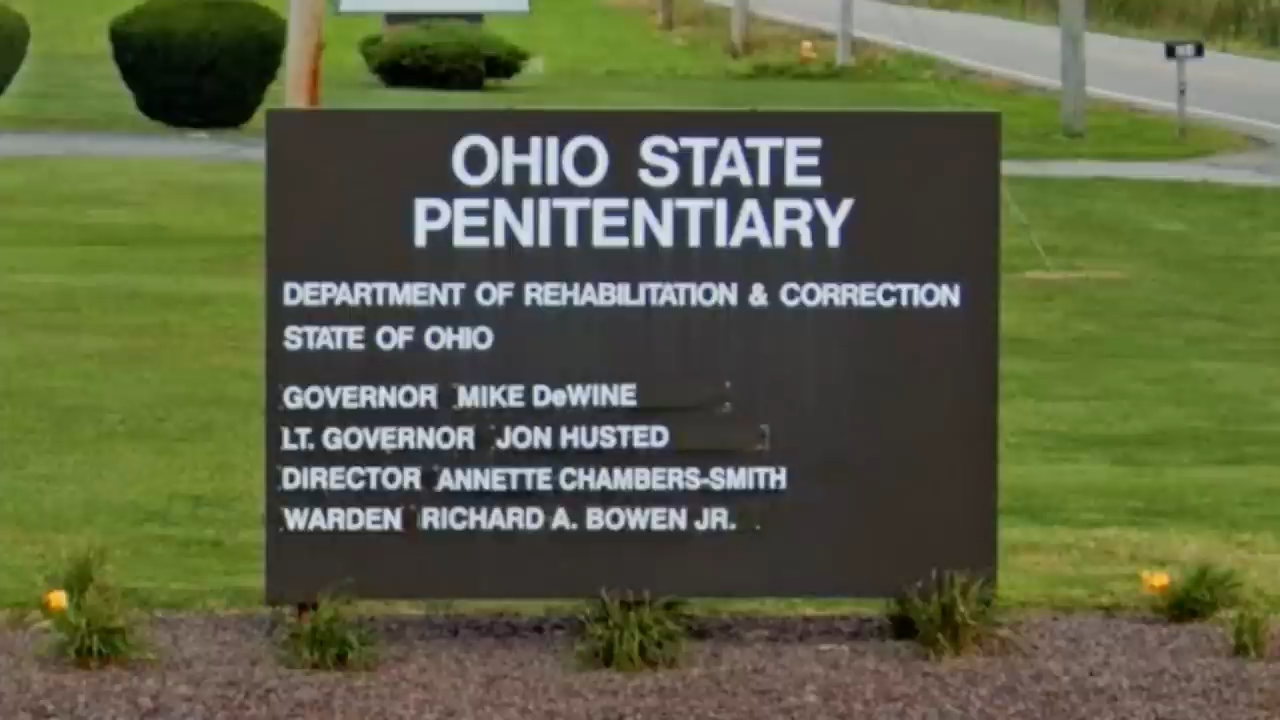 OHIO STATE
PENITENTIARY
DEPARTMENT OF REHABILITATION & CORRECTION
STATE OF OHIO
GOVERNOR MIKE DeWINE
LT. GOVERNOR JON HUSTED
DIRECTOR ANNETTE CHAMBERS-SMITH
WARDEN RICHARD A. BOWEN JR.